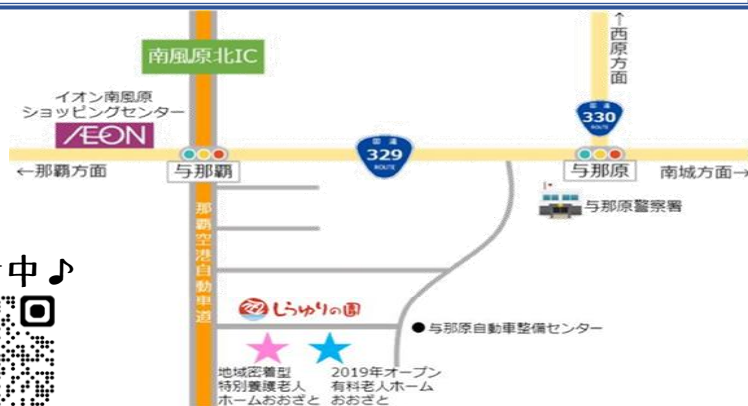 南風原北IC
↑
西原方面
イオン南風原
ショッピングセンター
ÆON
330
ROUTE
国道
329
ROUTE
←那覇方面
与那覇
与那原
南城方面→
那覇空港自動車道
与那原警察署
中♪
しらゆりの園
●与那原自動車整備センター
地域密着型
特別養護老人
ホームおおざと
2019年オープン
有料老人ホーム
おおざと